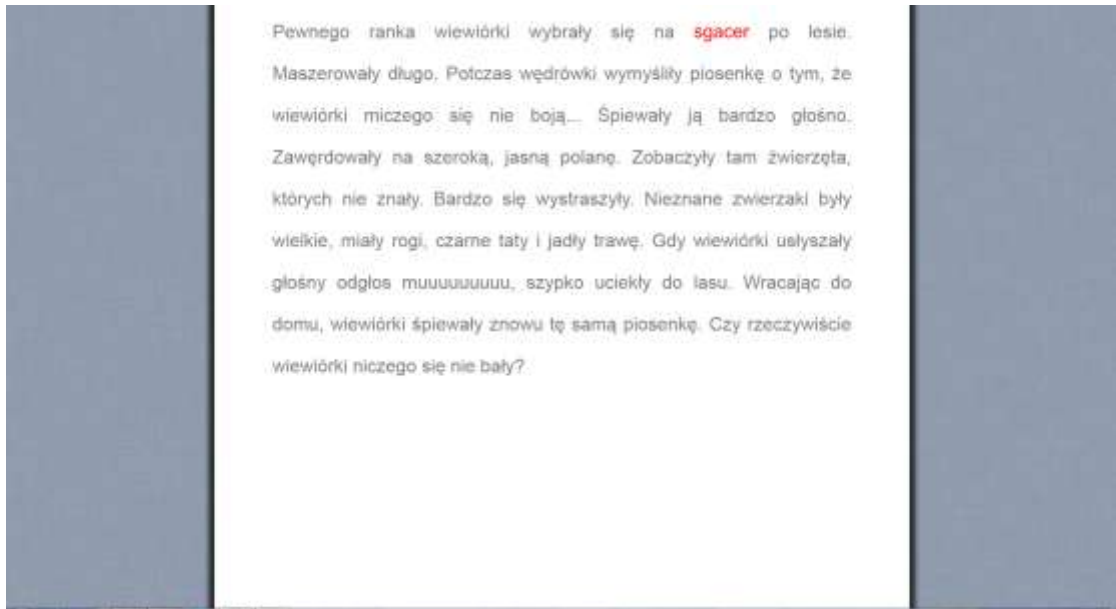 Pewnego ranka wiewiórki wybrały się na sgacer po lesie.
Maszerowały długo. Potczas wędrówki wymyśliły piosenkę o tym, że
wiewiórki miczego się nie boją... Śpiewały ją bardzo głośno.
Zawęrdowały na szeroką, jasną polanę. Zobaczyły tam żwierzęta,
których nie znały. Bardzo się wystraszyły. Nieznane zwierzaki były
wielkie, miały rogi, czarne taty i jadły trawę. Gdy wiewiórki usłyszały
głośny odgłos muuuuuuuuu, szypko uciekły do lasu. Wracając do
domu, wiewiórki śpiewały znowu tę samą piosenkę. Czy rzeczywiście
wiewiórki niczego się nie bały?